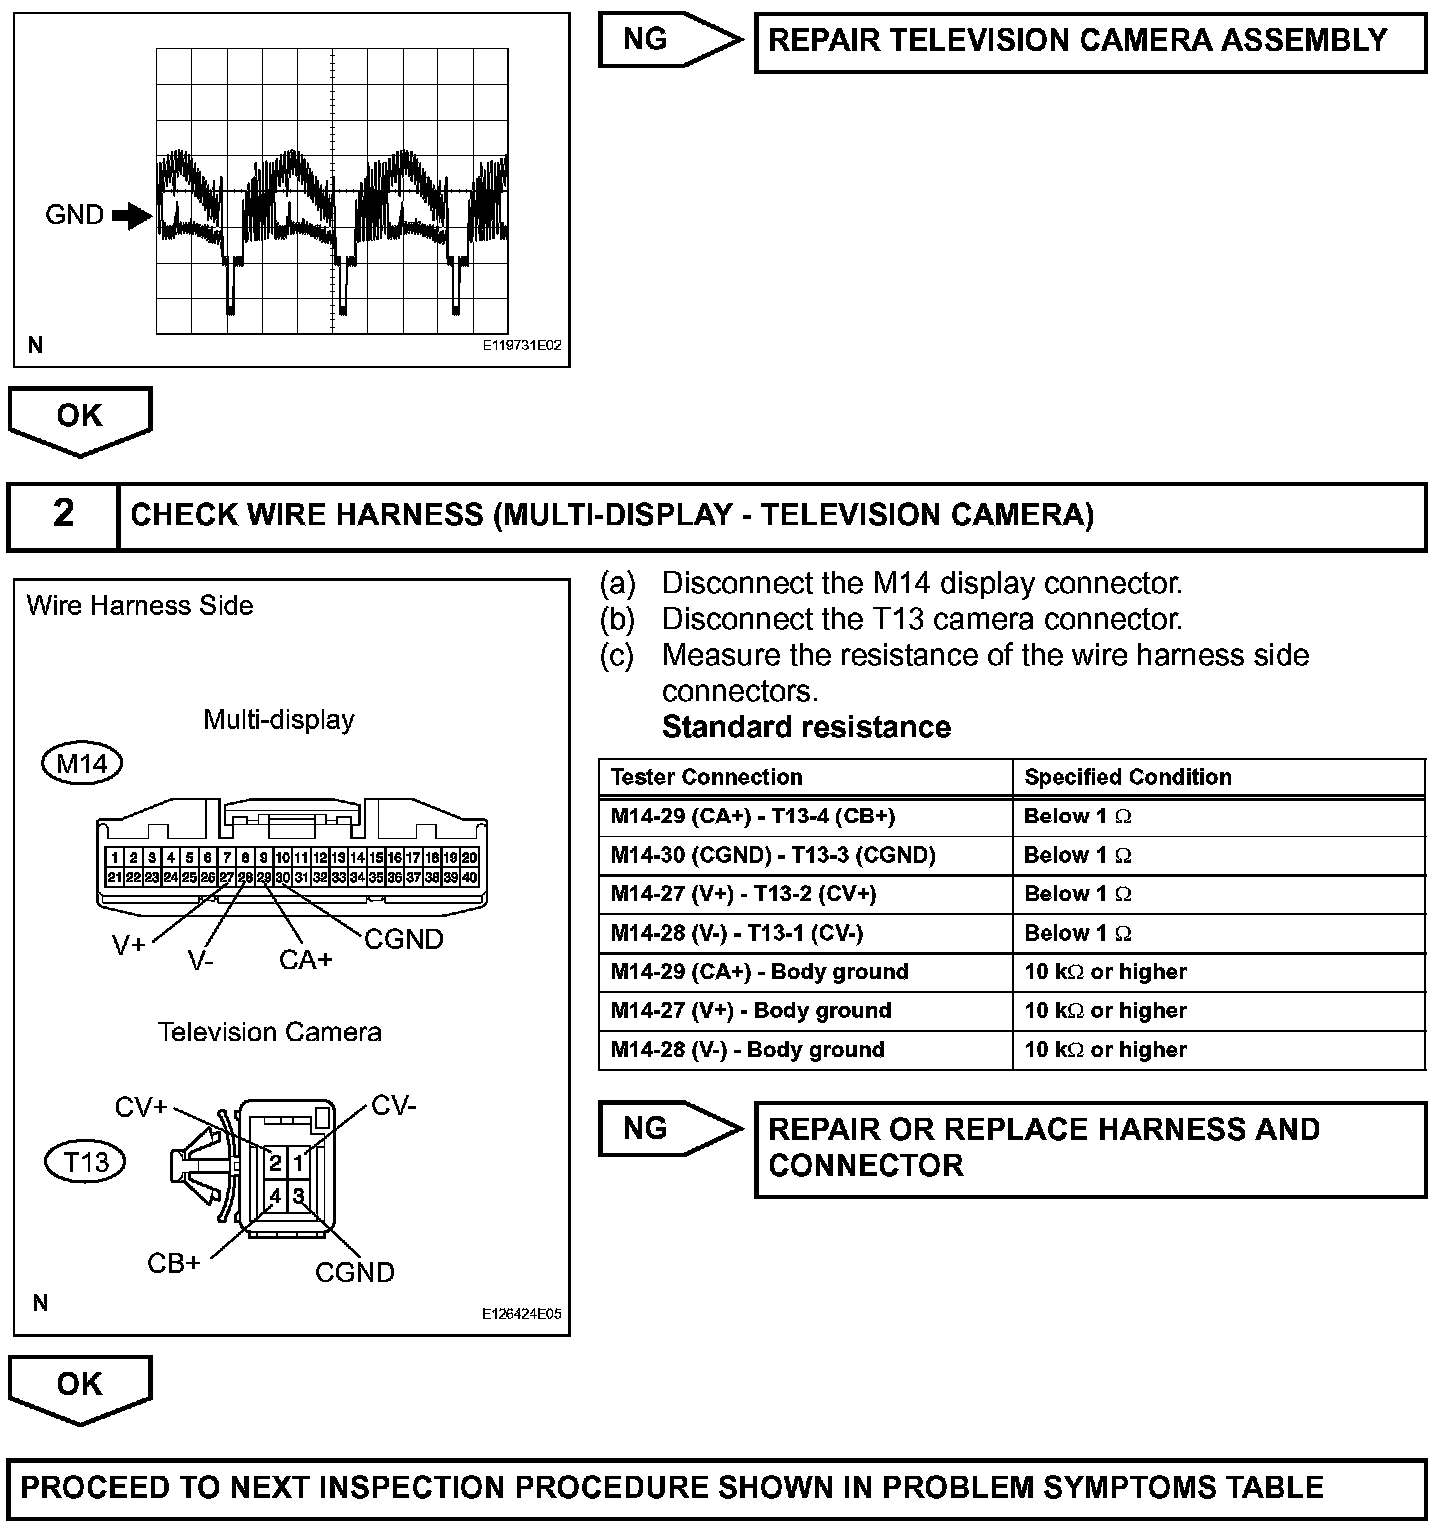 NG
REPAIR TELEVISION CAMERA ASSEMBLY
GND
N
E119731E02
OK
2
CHECK WIRE HARNESS (MULTI-DISPLAY - TELEVISION CAMERA)
Wire Harness Side
Multi-display
M14
1 2 3 4 5 6 7 8 9 10 11 12 13 14 15 16 17 18 19 20
21 22 23 24 25 26 27 28 29 30 31 32 33 34 35 36 37 38 39 40
V+
V-
CA+
CGND
Television Camera
CV+
CV-
T13
2 1
4 3
CB+
CGND
N
E126424E05
(a) Disconnect the M14 display connector.
(b) Disconnect the T13 camera connector.
(c) Measure the resistance of the wire harness side
connectors.
Standard resistance
Tester Connection Specified Condition
M14-29 (CA+) - T13-4 (CB+) Below 1 Ω
M14-30 (CGND) - T13-3 (CGND) Below 1 Ω
M14-27 (V+) - T13-2 (CV+) Below 1 Ω
M14-28 (V-) - T13-1 (CV-) Below 1 Ω
M14-29 (CA+) - Body ground 10 kΩ or higher
M14-27 (V+) - Body ground 10 kΩ or higher
M14-28 (V-) - Body ground 10 kΩ or higher
NG
REPAIR OR REPLACE HARNESS AND
CONNECTOR
OK
PROCEED TO NEXT INSPECTION PROCEDURE SHOWN IN PROBLEM SYMPTOMS TABLE